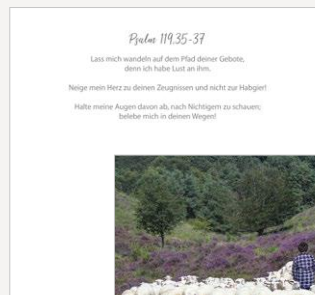 Psalm 119,35-37
Lass mich wandeln auf dem Pfad deiner Gebote,
denn ich habe Lust an ihm.
Neige mein Herz zu deinen Zeugnissen und nicht zur Habgier!
Halte meine Augen davon ab, nach Nichtigem zu schauen;
belebe mich in deinen Wegen!